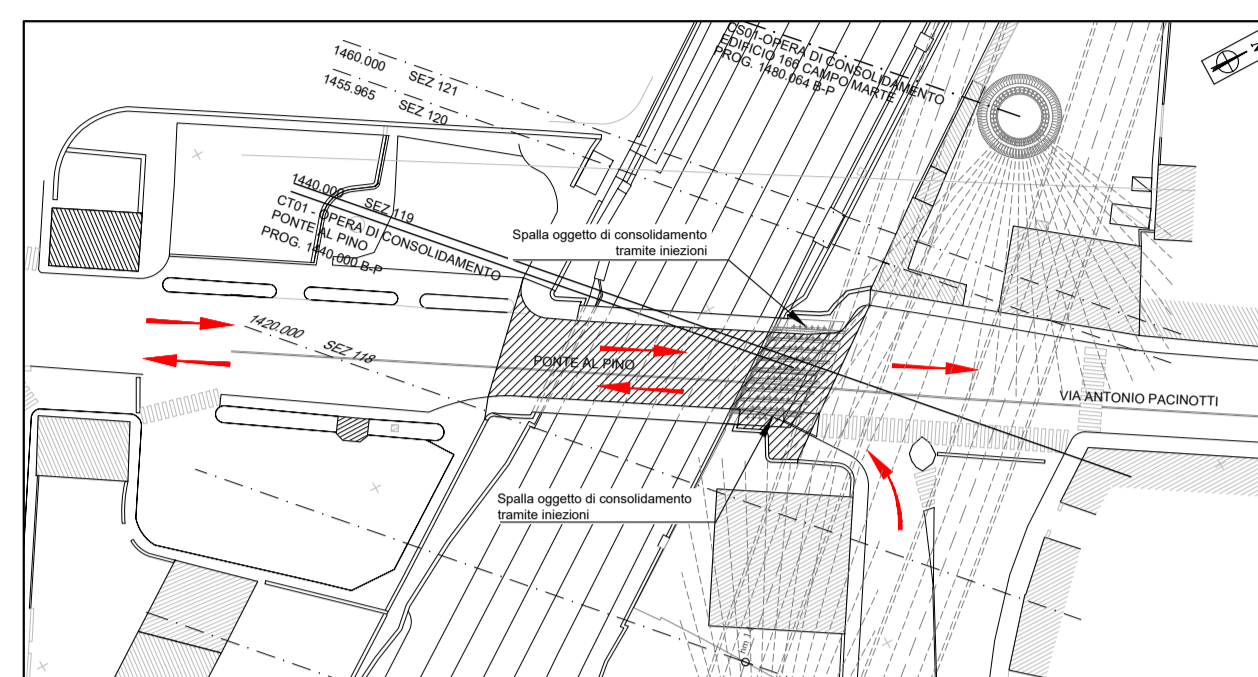 1460.000 SEZ 121
1455.965 SEZ 120
CS01-OPERA DI CONSOLIDAMENTO
EDIFICIO 166 CAMPO MARTE
PROG. 1480.064 B-P
1440.000 SEZ 119
CT01 - OPERA DI CONSOLIDAMENTO
PONTE AL PINO
PROG. 1440.000 B-P
Spalla oggetto di consolidamento
tramite iniezioni
1420.000 SEZ 118
PONTE AL PINO
VIA ANTONIO PACINOTTI
Spalla oggetto di consolidamento
tramite iniezioni